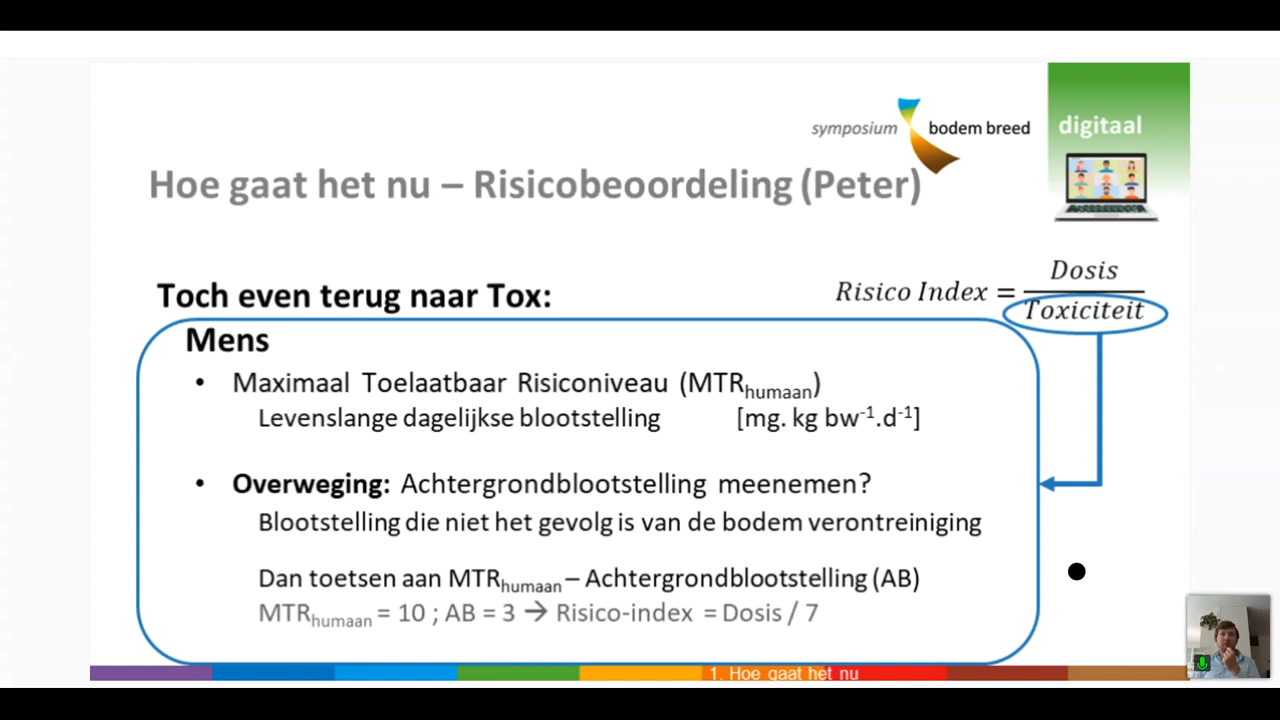 symposium bodem breed digitaal
Hoe gaat het nu – Risicobeoordeling (Peter)
Toch even terug naar Tox:
Risico Index = Dosis / Toxiciteit
Mens
• Maximaal Toelaatbaar Risiconiveau (MTRhumaan)
Levenslange dagelijkse blootstelling [mg. kg bw⁻¹.d⁻¹]
• Overweging: Achtergrondblootstelling meenemen?
Blootstelling die niet het gevolg is van de bodem verontreiniging
Dan toetsen aan MTRhumaan – Achtergrondblootstelling (AB)
MTRhumaan = 10 ; AB = 3 → Risico-index = Dosis / 7
1. Hoe gaat het nu